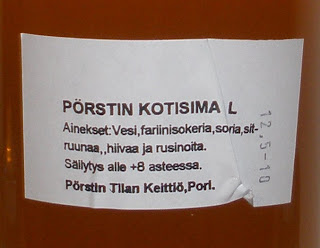 PÖRSTIN KOTISIMA L
Ainekset:Vesi,fariinisokeria,soria,sit-
ruunaa,,hiivaa ja rusinoita.
Säilytys alle +8 asteessa.
Pörstin Tilan Keittiö,Pori.
12.5-10